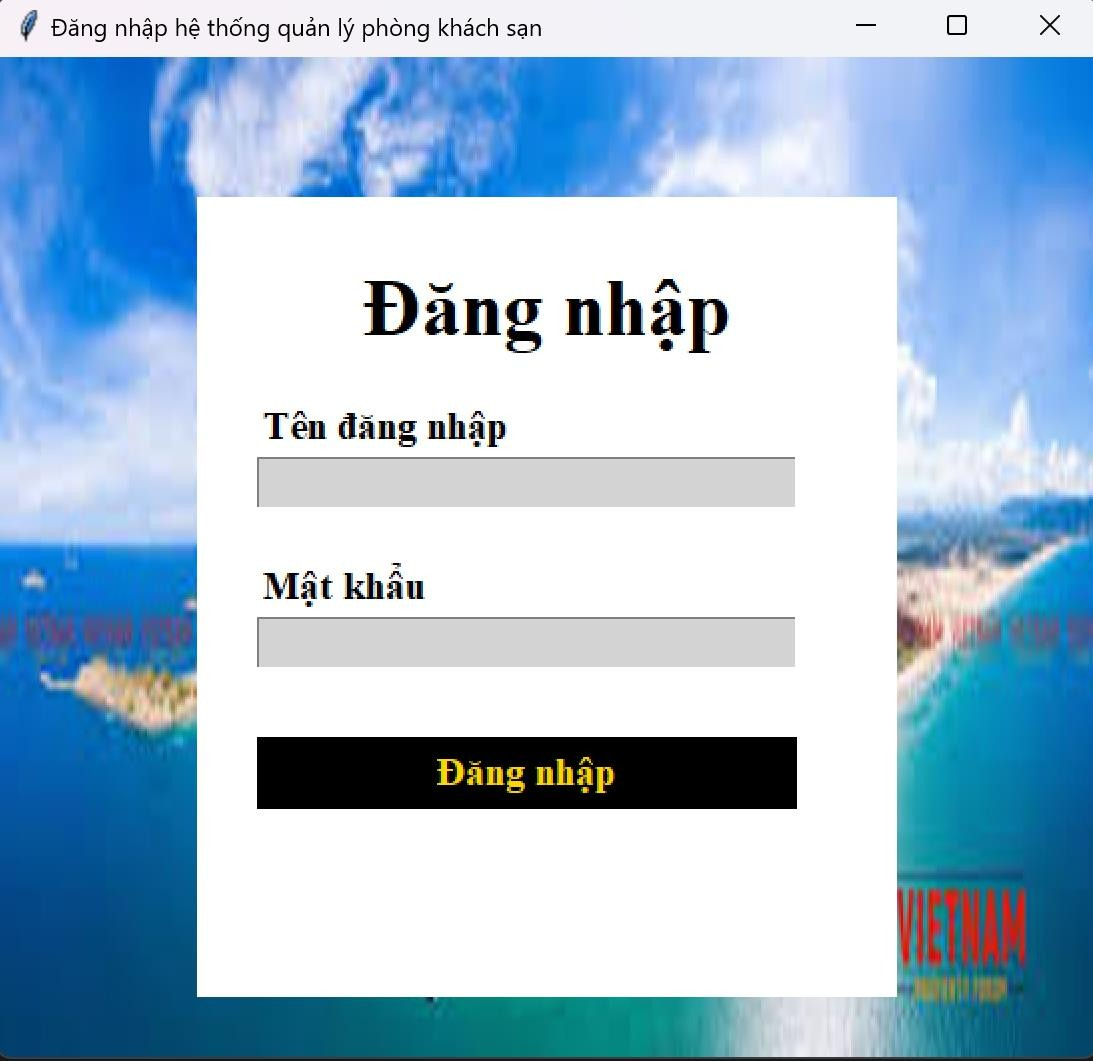 Đăng nhập hệ thống quản lý phòng khách sạn
Đăng nhập
Tên đăng nhập
Mật khẩu
Đăng nhập
VIETNAM